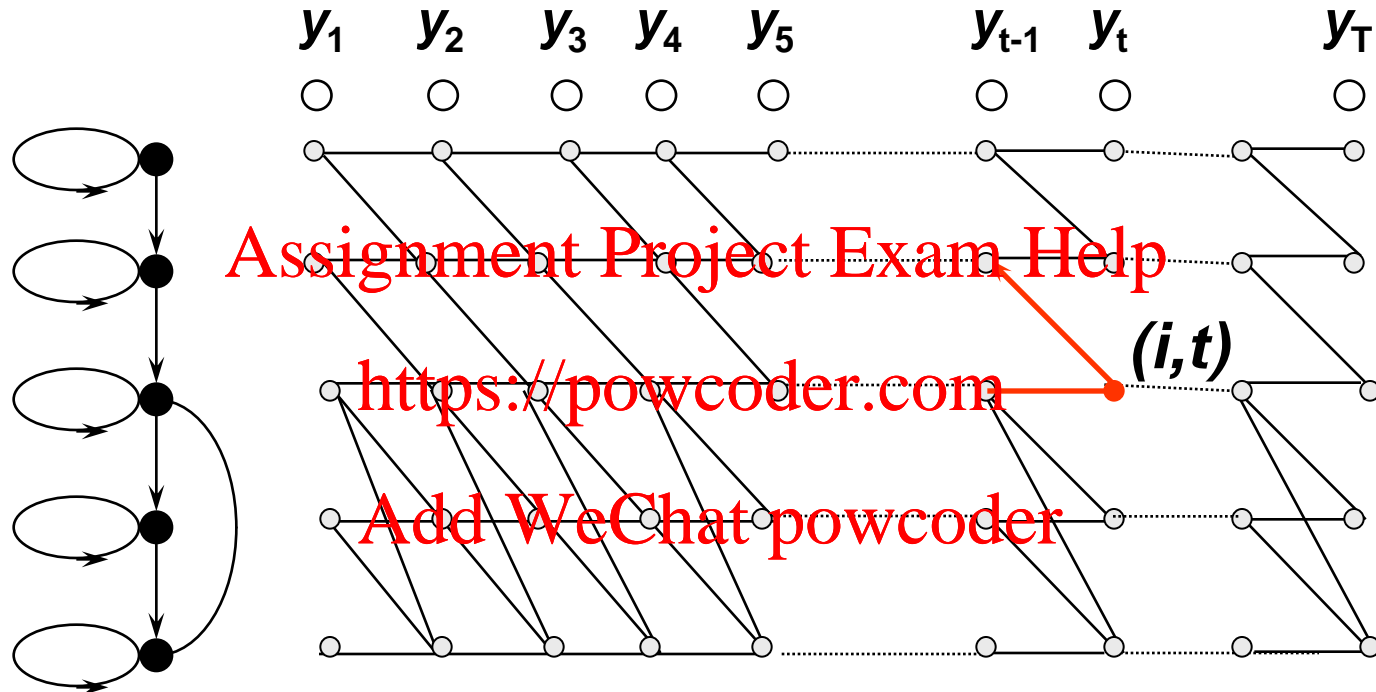 y1 y2 y3 y4 y5 yt-1 yt yT
Assignment Project Exam Help
(i,t)
https://powcoder.com
Add WeChat powcoder